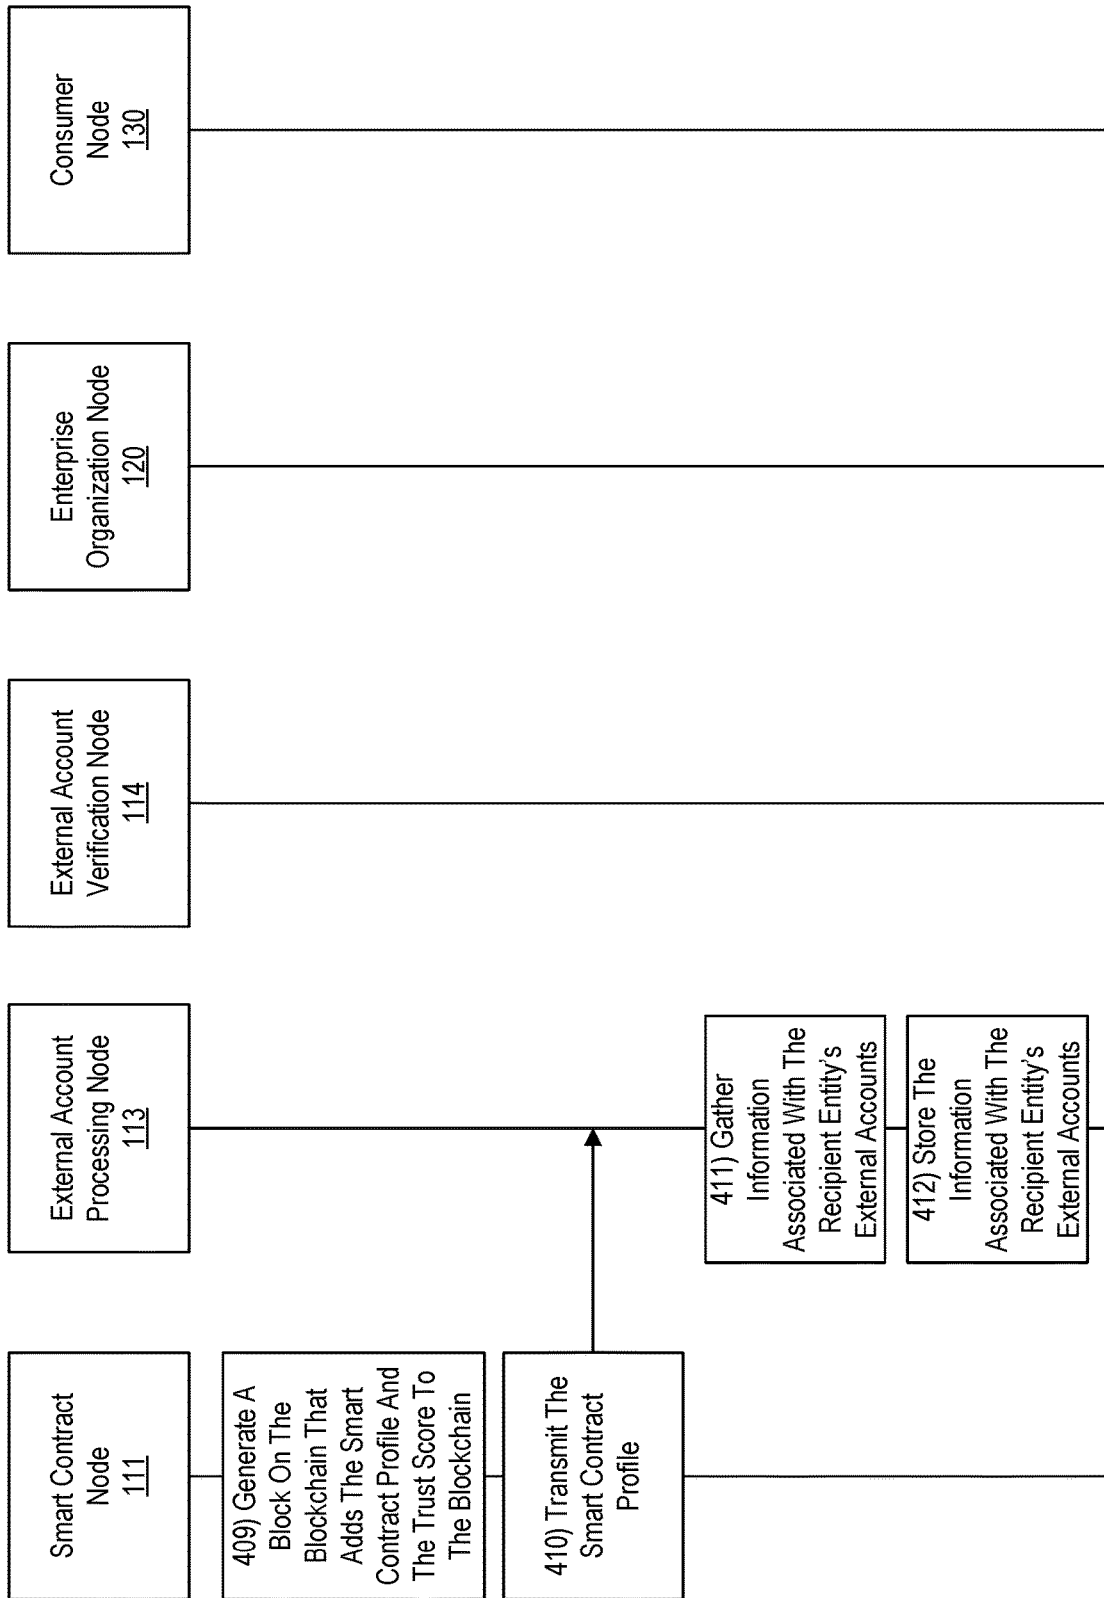 Smart Contract
Node
111
External Account
Processing Node
113
External Account
Verification Node
114
Enterprise
Organization Node
120
Consumer
Node
130
409) Generate A
Block On The
Blockchain That
Adds The Smart
Contract Profile And
The Trust Score To
The Blockchain
410) Transmit The
Smart Contract
Profile
411) Gather
Information
Associated With The
Recipient Entity's
External Accounts
412) Store The
Information
Associated With The
Recipient Entity's
External Accounts